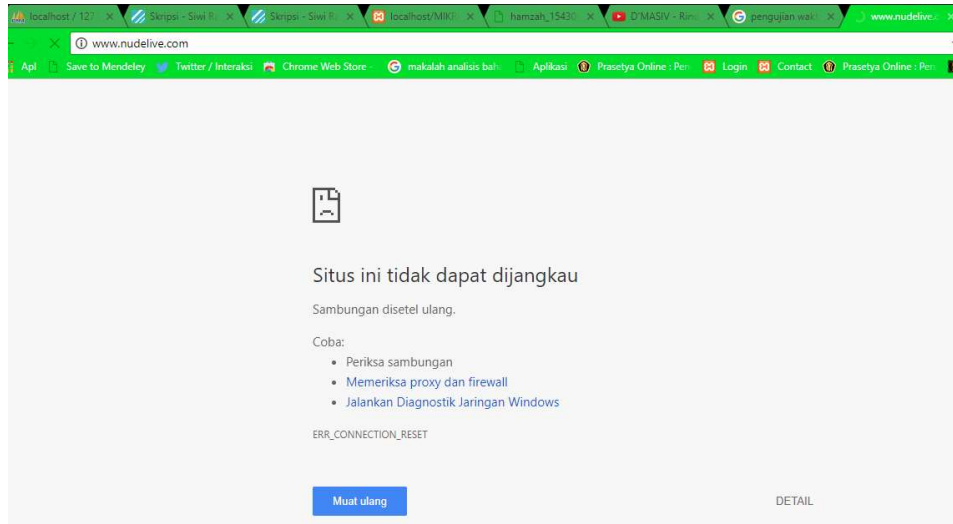 localhost / 127
Skripsi - Siwi R
Skripsi - Siwi R
localhost/MIKR
hamzah_15430
D'MASIV - Rin
pengujian wak
www.nudelive.c
www.nudelive.com
Apl
Save to Mendeley
Twitter / Interaksi
Chrome Web Store -
makalah analisis bah
Aplikasi
Prasetya Online : Pen
Login
Contact
Prasetya Online : Pen
Situs ini tidak dapat dijangkau
Sambungan disetel ulang.
Coba:
• Periksa sambungan
• Memeriksa proxy dan firewall
• Jalankan Diagnostik Jaringan Windows
ERR_CONNECTION_RESET
Muat ulang
DETAIL